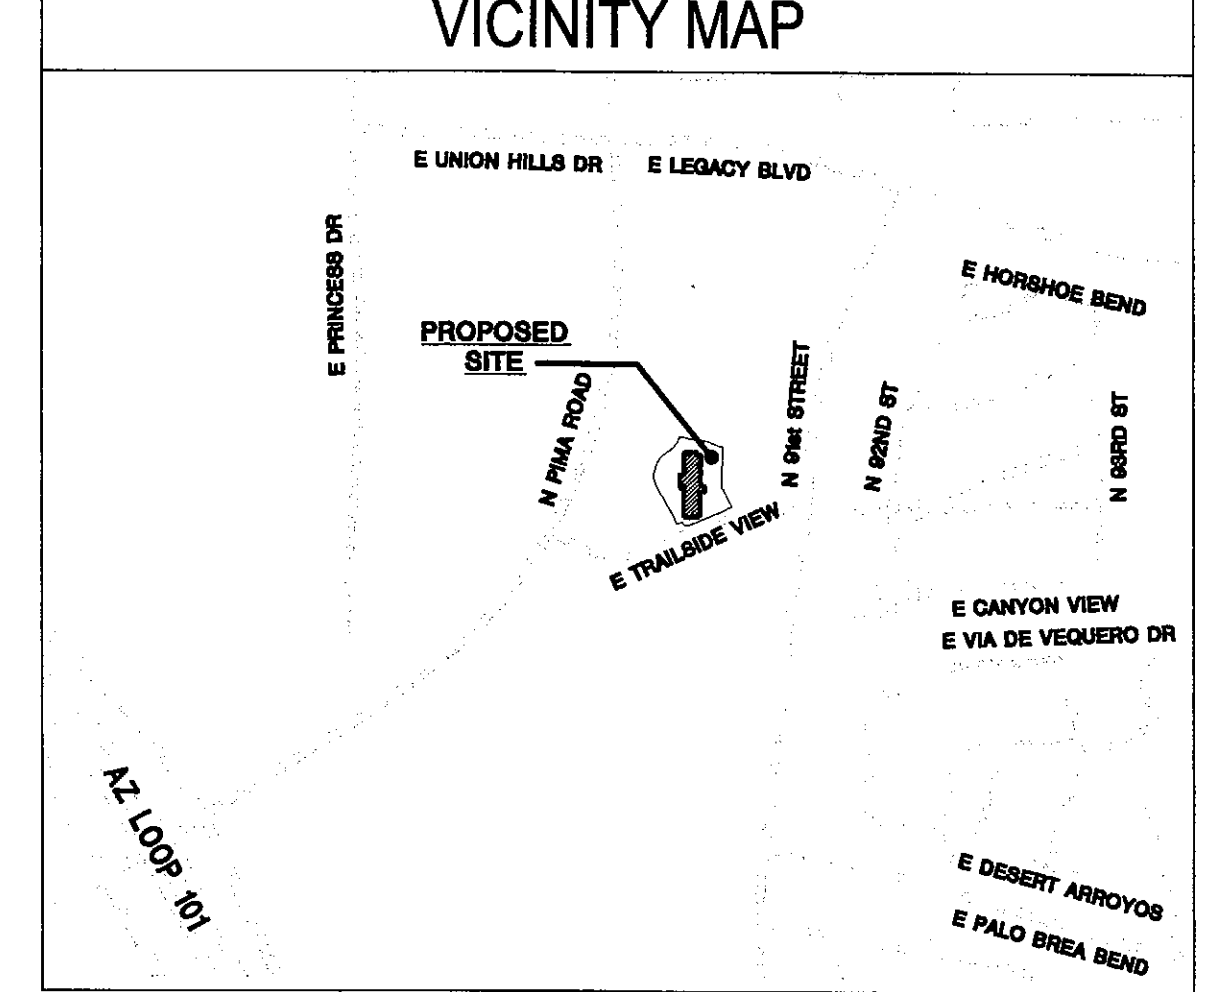 VICINITY MAP
E UNION HILLS DR
E LEGACY BLVD
E PRINCESS DR
E HORSHOE BEND
PROPOSED
SITE
N PIMA ROAD
N 91st STREET
N 92ND ST
N 93RD ST
E TRAILSIDE VIEW
E CANYON VIEW
E VIA DE VEQUERO DR
AZ LOOP 101
E DESERT ARROYOS
E PALO BREA BEND